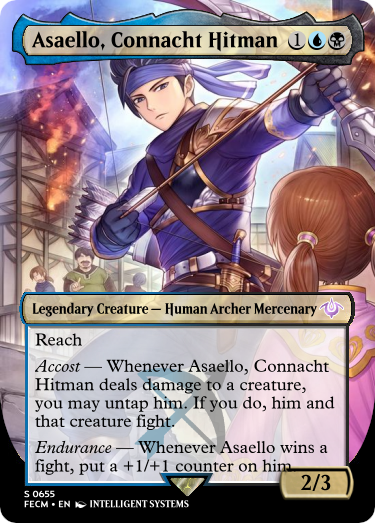 Asaello, Connacht Hitman 1
Legendary Creature — Human Archer Mercenary
Reach
Accost — Whenever Asaello, Connacht
Hitman deals damage to a creature,
you may untap him. If you do, him and
that creature fight.
Endurance — Whenever Asaello wins a
fight, put a +1/+1 counter on him.
2/3
S 0655
FECM • EN INTELLIGENT SYSTEMS